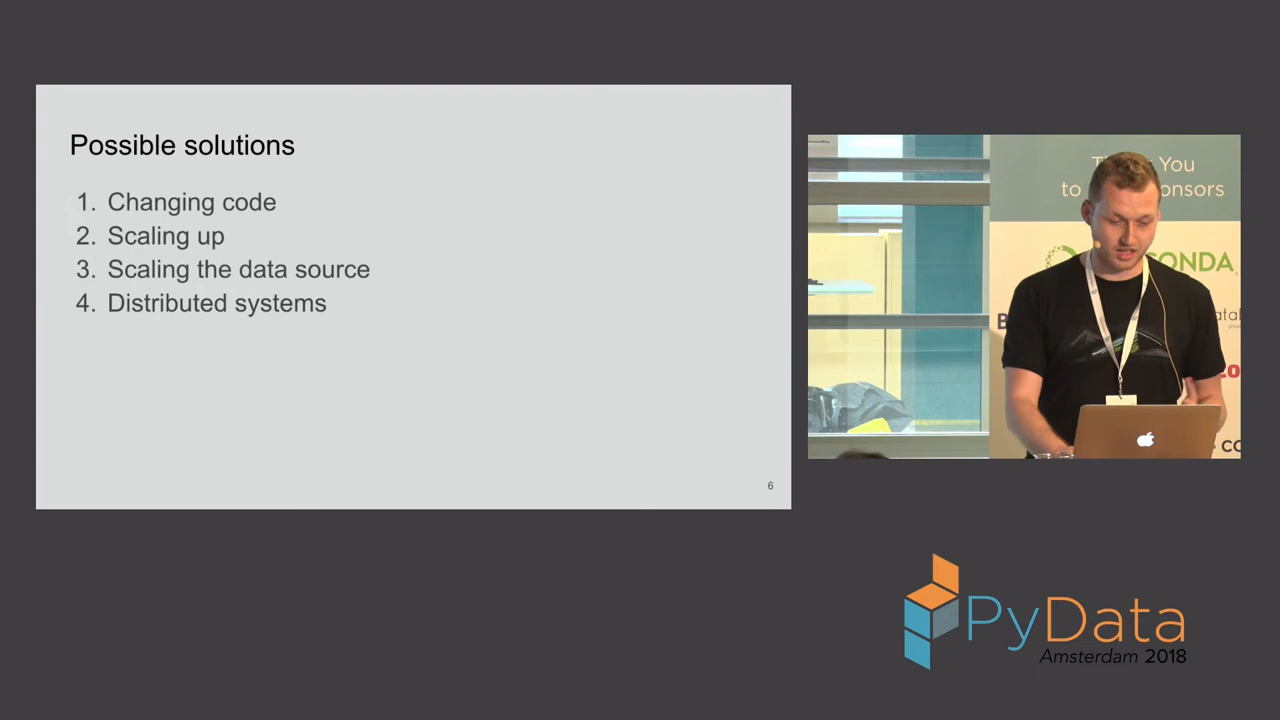 Possible solutions
1. Changing code
2. Scaling up
3. Scaling the data source
4. Distributed systems
6
You
to
PyData
Amsterdam 2018